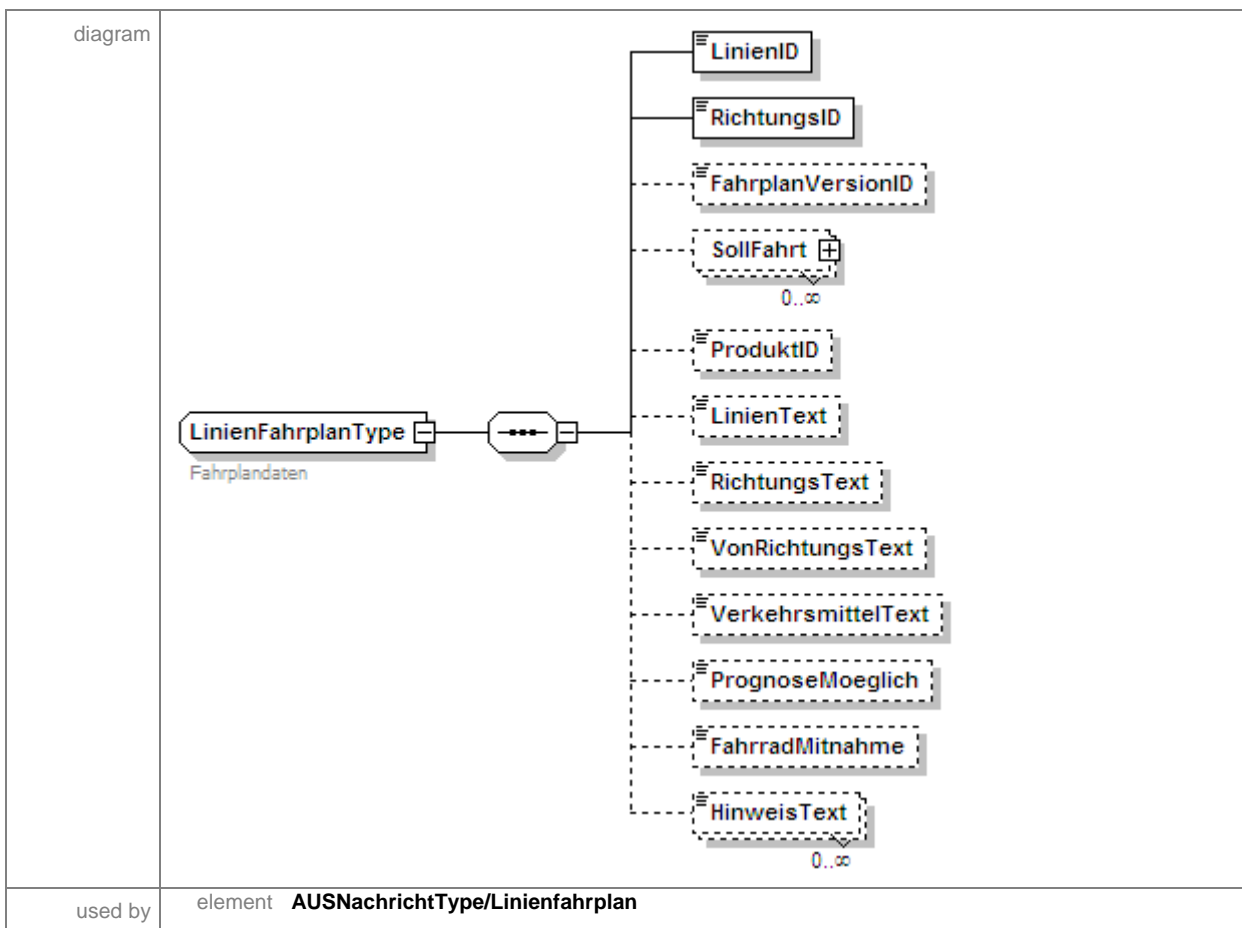 diagram
LinienID
RichtungsID
FahrplanVersionID
SollFahrt
0..∞
ProduktID
LinienText
LinienFahrplanType
Fahrplandaten
RichtungsText
VonRichtungsText
VerkehrsmittelText
PrognoseMoeglich
FahrradMitnahme
HinweisText
0..∞
used by
element AUSNachrichtType/Linienfahrplan